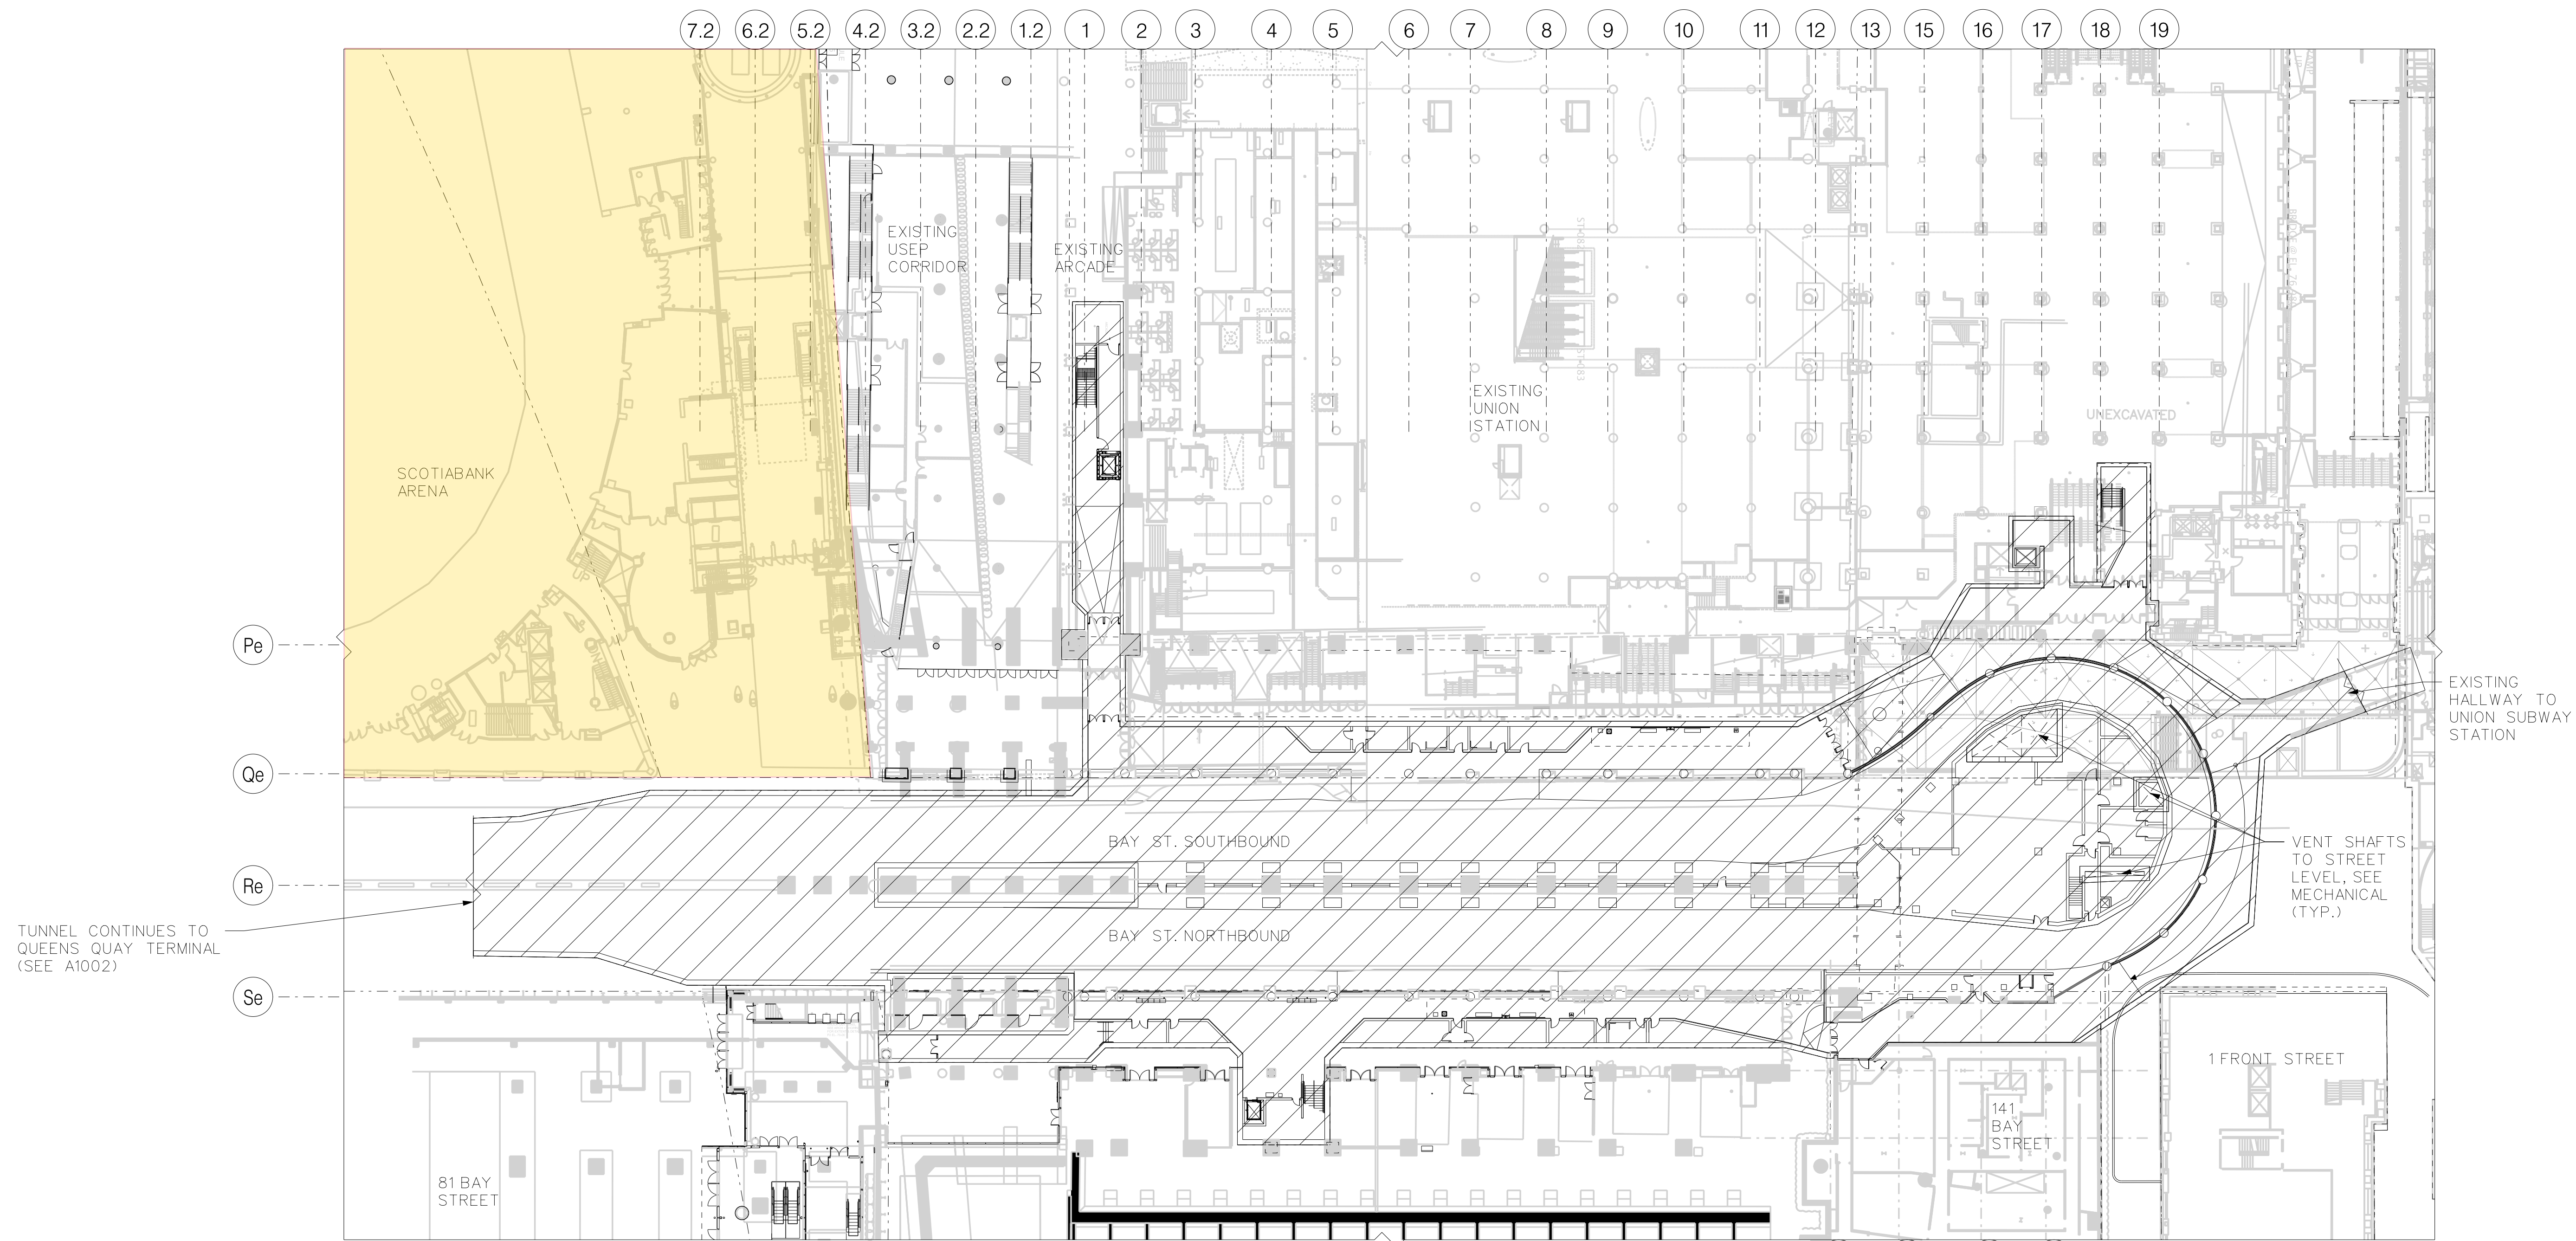 7.2 6.2 5.2 4.2 3.2 2.2 1.2 1 2 3 4 5 6 7 8 9 10 11 12 13 15 16 17 18 19
EXISTING
USEP
CORRIDOR
EXISTING
ARCADE
EXISTING
UNION
STATION
UNEXCAVATED
SCOTIABANK
ARENA
Pe
EXISTING
HALLWAY TO
UNION SUBWAY
STATION
Qe
BAY ST. SOUTHBOUND
VENT SHAFTS
TO STREET
LEVEL, SEE
MECHANICAL
(TYP.)
Re
BAY ST. NORTHBOUND
TUNNEL CONTINUES TO
QUEENS QUAY TERMINAL
(SEE A1002)
Se
1 FRONT STREET
141
BAY
STREET
81 BAY
STREET